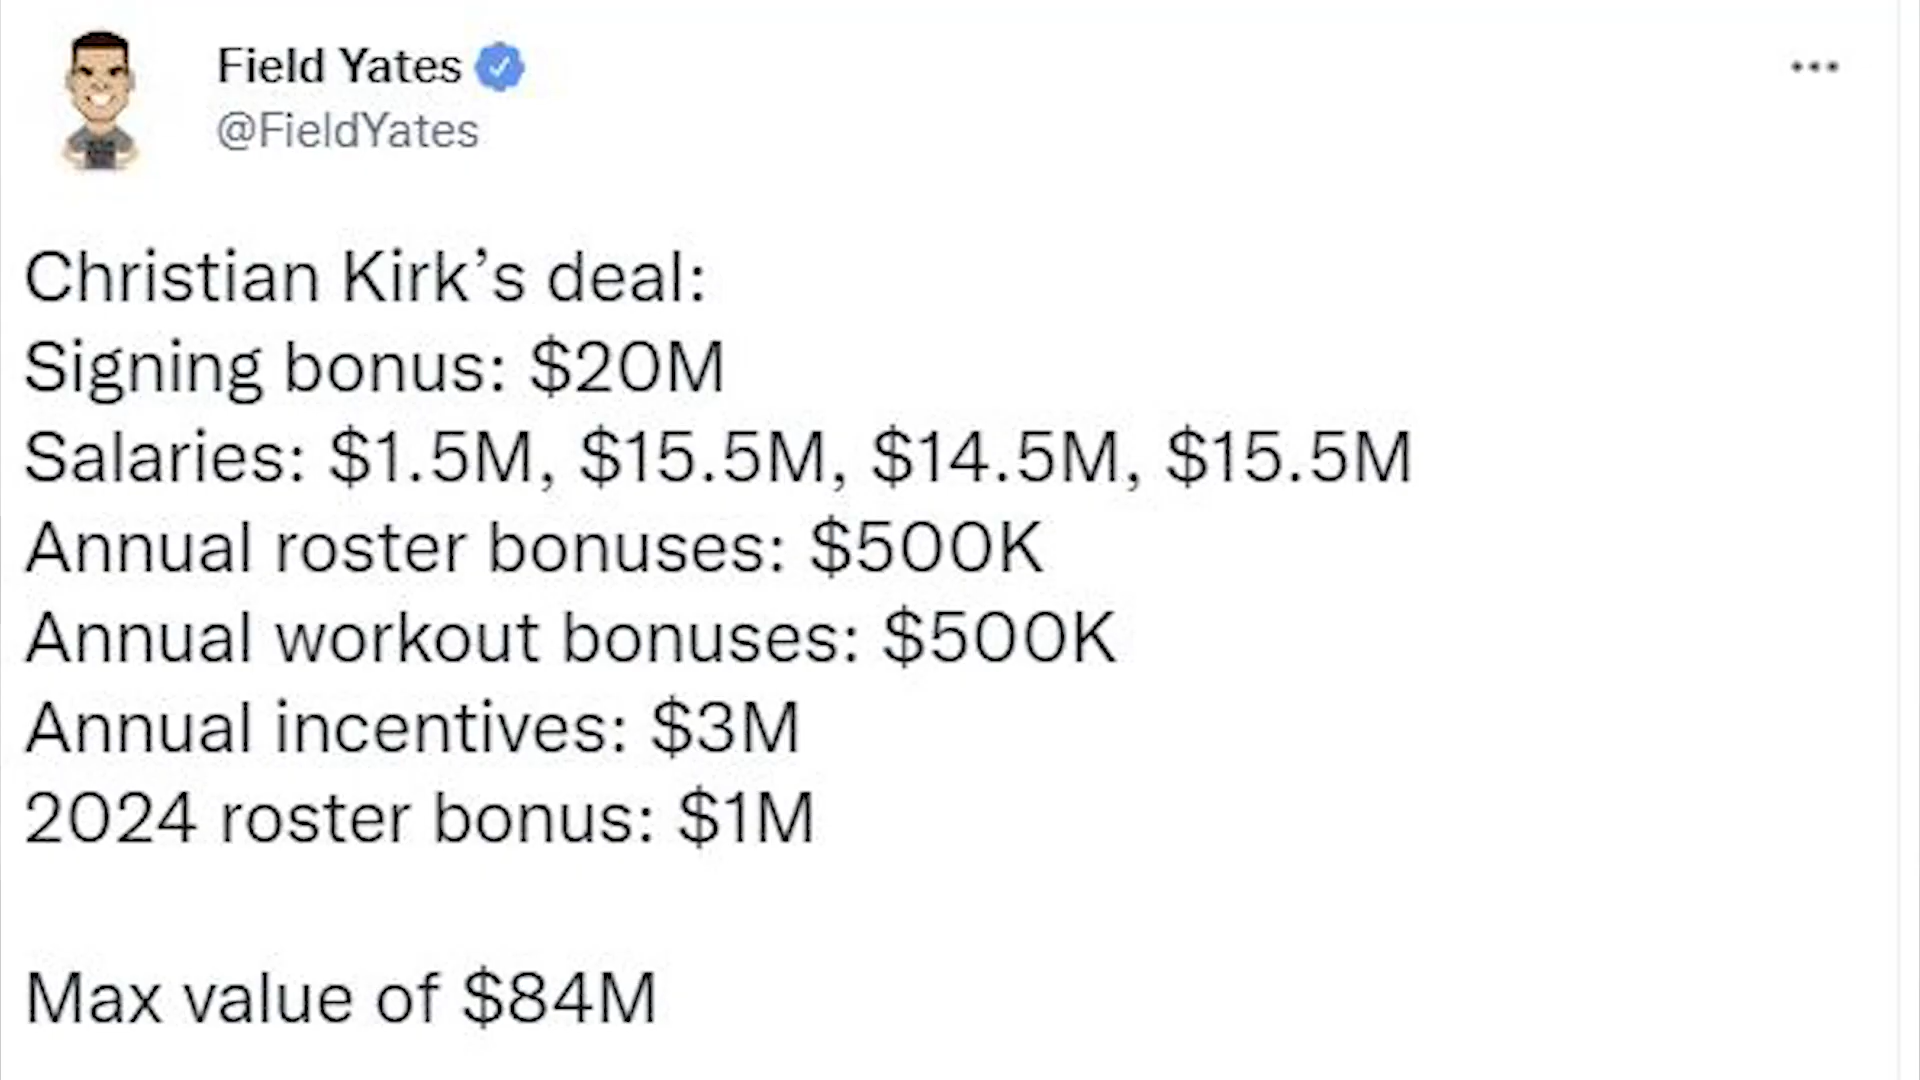 Field Yates
@FieldYates
Christian Kirk’s deal:
Signing bonus: $20M
Salaries: $1.5M, $15.5M, $14.5M, $15.5M
Annual roster bonuses: $500K
Annual workout bonuses: $500K
Annual incentives: $3M
2024 roster bonus: $1M
Max value of $84M